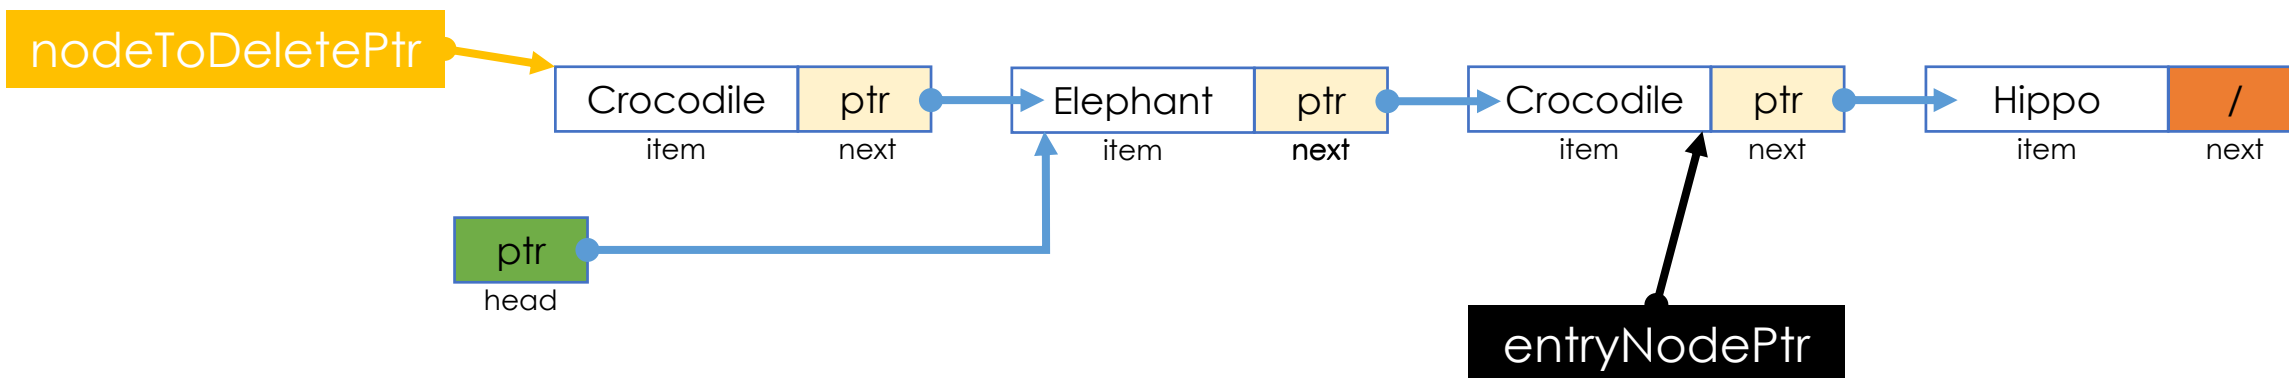 nodeToDeletePtr
Crocodile ptr Elephant ptr Crocodile ptr Hippo /
item next item next item next item next
ptr
head
entryNodePtr